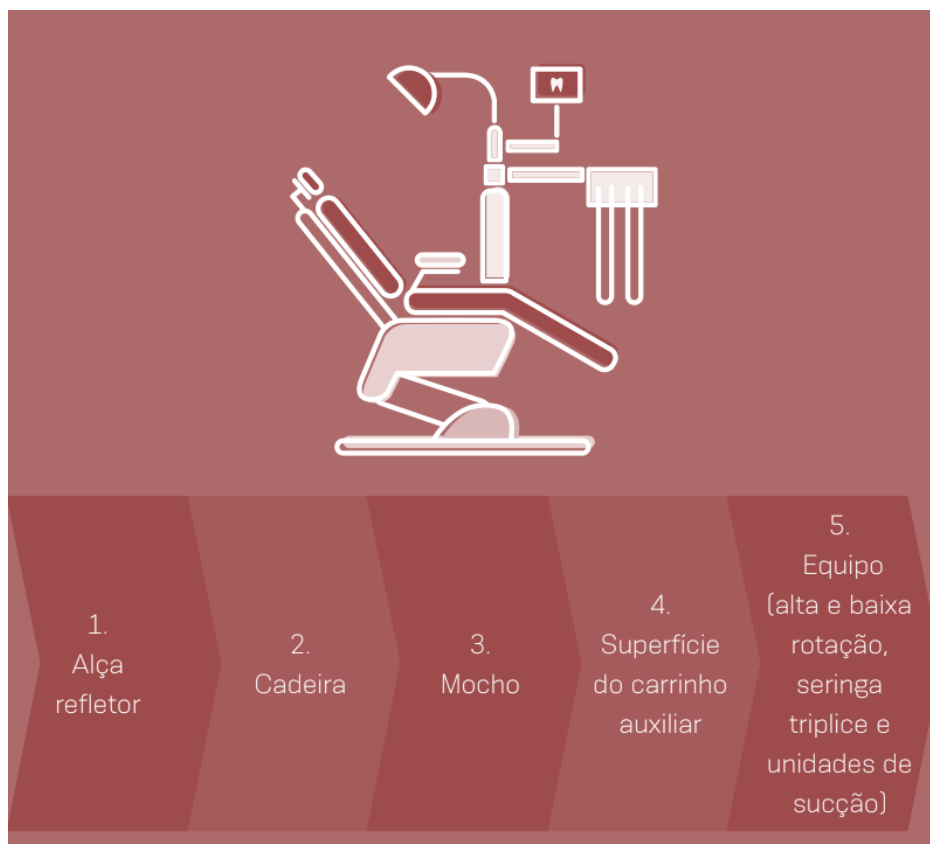 1.
Alça
refletor
2.
Cadeira
3.
Mocho
4.
Superfície
do carrinho
auxiliar
5.
Equipo
(alta e baixa
rotação,
seringa
triplice e
unidades de
sucção)